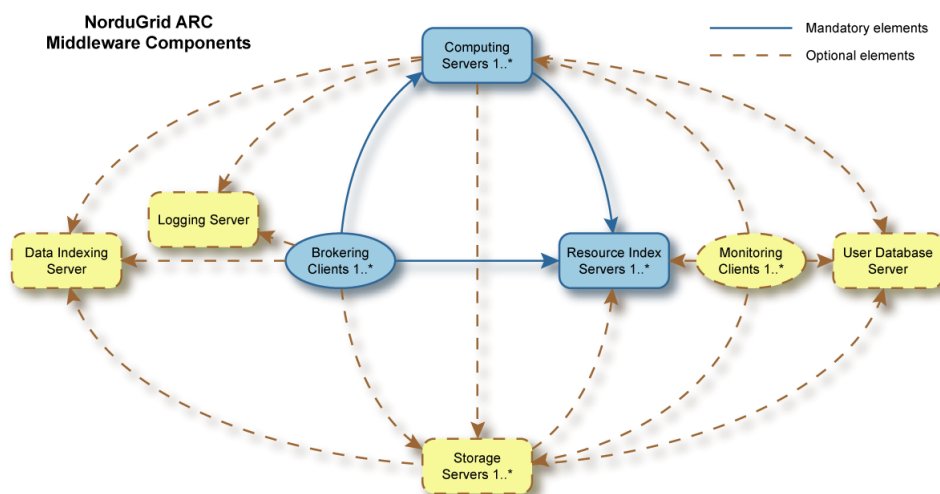 NorduGrid ARC
Middleware Components
Mandatory elements
Optional elements
Computing
Servers 1..*
Logging Server
Data Indexing
Server
Brokering
Clients 1..*
Resource Index
Servers 1..*
Monitoring
Clients 1..*
User Database
Server
Storage
Servers 1..*